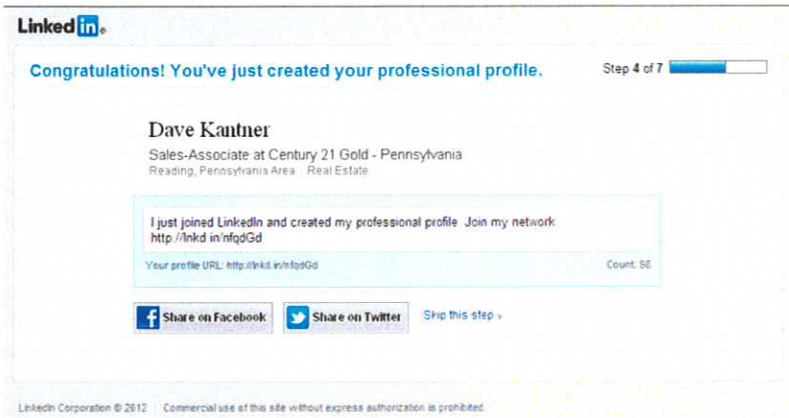 Linked in®
Congratulations! You've just created your professional profile.
Step 4 of 7
Dave Kantner
Sales-Associate at Century 21 Gold - Pennsylvania
Reading, Pennsylvania Area Real Estate
I just joined LinkedIn and created my professional profile. Join my network
http://lnkd.in/nfqdGd
Your profile URL: http://lnkd.in/nfqdGd
Count: 98
Share on Facebook
Share on Twitter
Skip this step »
LinkedIn Corporation © 2012 | Commercial use of this site without express authorization is prohibited.